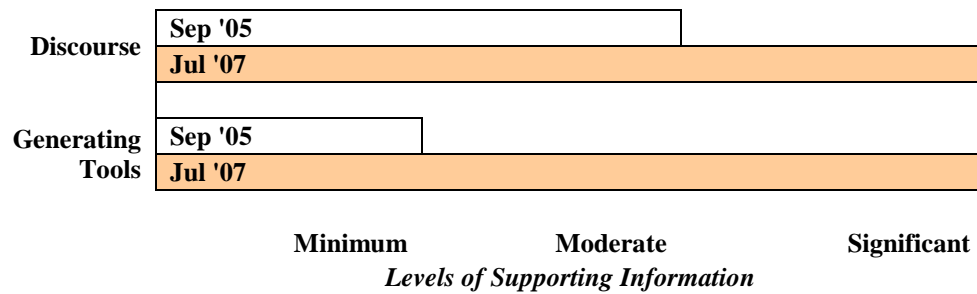 Discourse
Sep '05
Jul '07
Generating
Tools
Sep '05
Jul '07
Minimum Moderate Significant
Levels of Supporting Information